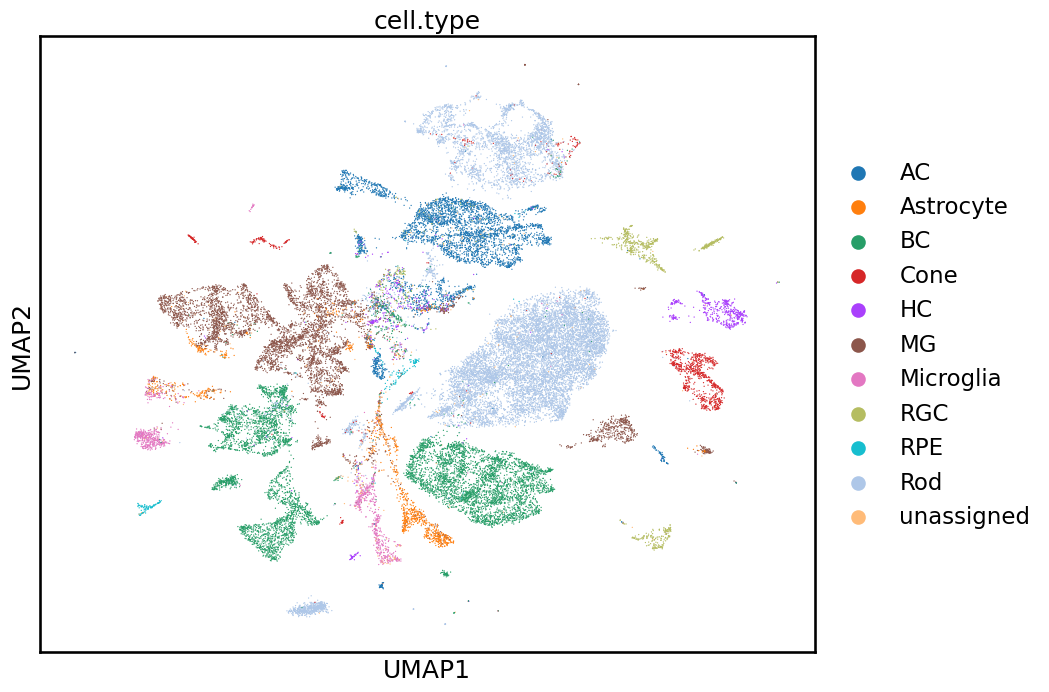 cell.type
UMAP2
UMAP1
AC
Astrocyte
BC
Cone
HC
MG
Microglia
RGC
RPE
Rod
unassigned